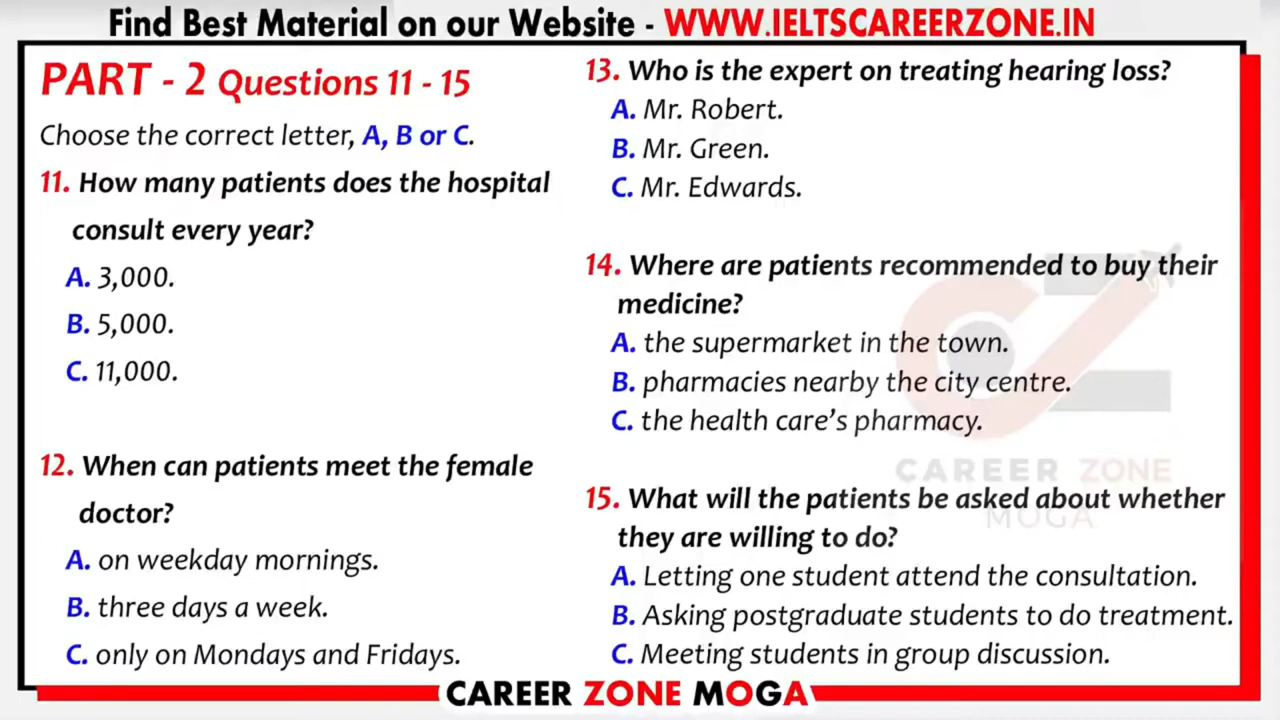 Find Best Material on our Website - WWW.IELTSCAREERZONE.IN
PART - 2 Questions 11 - 15
Choose the correct letter, A, B or C.
11. How many patients does the hospital
consult every year?
A. 3,000.
B. 5,000.
C. 11,000.
12. When can patients meet the female
doctor?
A. on weekday mornings.
B. three days a week.
C. only on Mondays and Fridays.
13. Who is the expert on treating hearing loss?
A. Mr. Robert.
B. Mr. Green.
C. Mr. Edwards.
14. Where are patients recommended to buy their
medicine?
A. the supermarket in the town.
B. pharmacies nearby the city centre.
C. the health care's pharmacy.
15. What will the patients be asked about whether
they are willing to do?
A. Letting one student attend the consultation.
B. Asking postgraduate students to do treatment.
C. Meeting students in group discussion.
CAREER ZONE
MOGA
CAREER ZONE MOGA